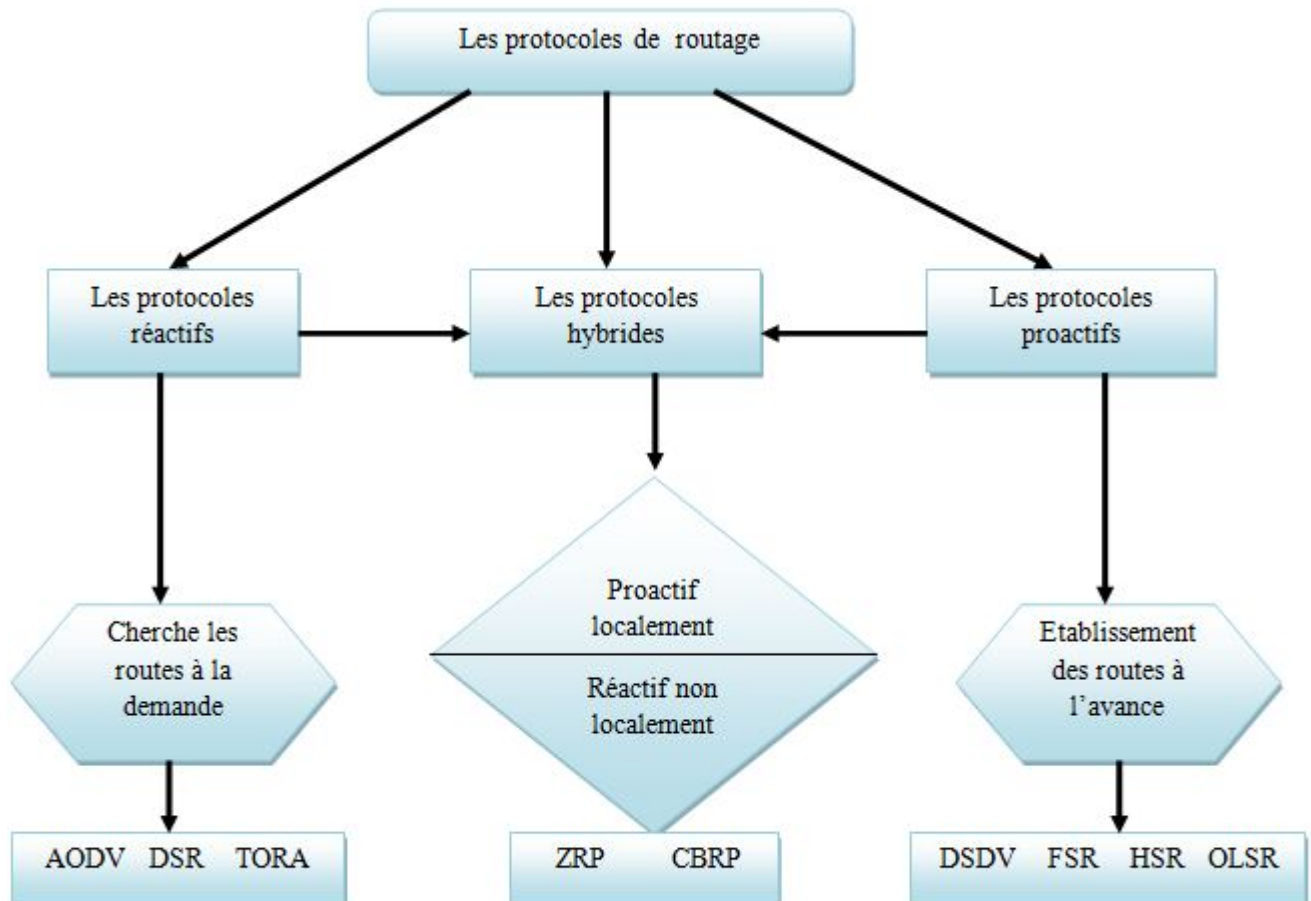 Les protocoles de routage
Les protocoles
réactifs
Les protocoles
hybrides
Les protocoles
proactifs
Cherche les
routes à la
demande
Proactif
localement
Réactif non
localement
Etablissement
des routes à
l’avance
AODV DSR TORA
ZRP CBRP
DSDV FSR HSR OLSR